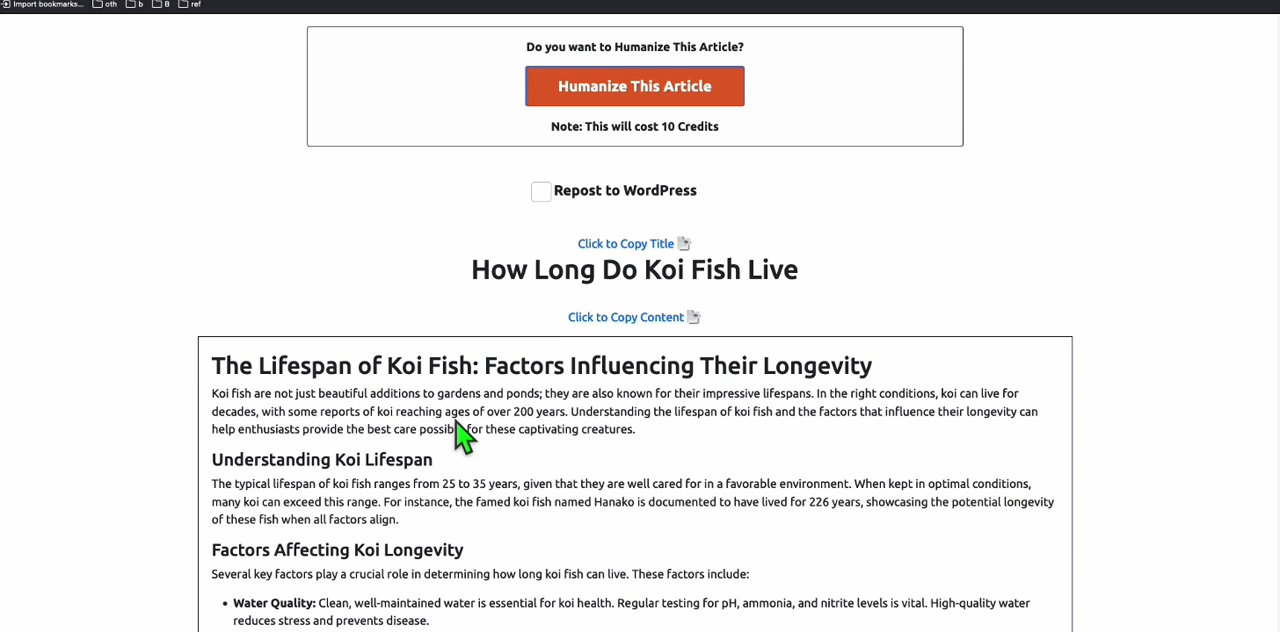 Import bookmarks... oth b B ref
Do you want to Humanize This Article?
Humanize This Article
Note: This will cost 10 Credits
Repost to WordPress
Click to Copy Title
How Long Do Koi Fish Live
Click to Copy Content
The Lifespan of Koi Fish: Factors Influencing Their Longevity
Koi fish are not just beautiful additions to gardens and ponds; they are also known for their impressive lifespans. In the right conditions, koi can live for
decades, with some reports of koi reaching ages of over 200 years. Understanding the lifespan of koi fish and the factors that influence their longevity can
help enthusiasts provide the best care possible for these captivating creatures.
Understanding Koi Lifespan
The typical lifespan of koi fish ranges from 25 to 35 years, given that they are well cared for in a favorable environment. When kept in optimal conditions,
many koi can exceed this range. For instance, the famed koi fish named Hanako is documented to have lived for 226 years, showcasing the potential longevity
of these fish when all factors align.
Factors Affecting Koi Longevity
Several key factors play a crucial role in determining how long koi fish can live. These factors include:
• Water Quality: Clean, well-maintained water is essential for koi health. Regular testing for pH, ammonia, and nitrite levels is vital. High-quality water
reduces stress and prevents disease.